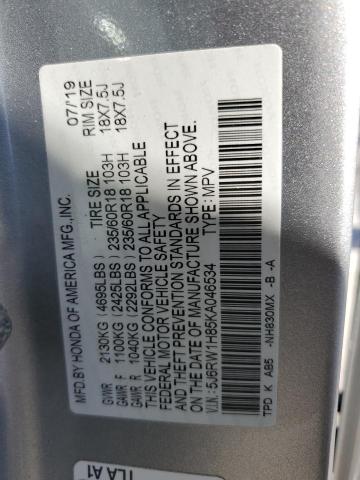 MFD.BY HONDA OF AMERICA MFG.,INC. 07/'19
TIRE SIZE RIM SIZE
GVWR 2130KG (4695LBS)
GAWR F 1100KG (2425LBS) 235/60R18 103H 18X7.5J
GAWR R 1040KG (2292LBS) 235/60R18 103H 18X7.5J
THIS VEHICLE CONFORMS TO ALL APPLICABLE
FEDERAL MOTOR VEHICLE SAFETY
AND THEFT PREVENTION STANDARDS IN EFFECT
ON THE DATE OF MANUFACTURE SHOWN ABOVE.
V.I.N.: 5J6RW1H85KA046534 TYPE: MPV
TPD K AB5 -NH830MX -B -A
TLA A1